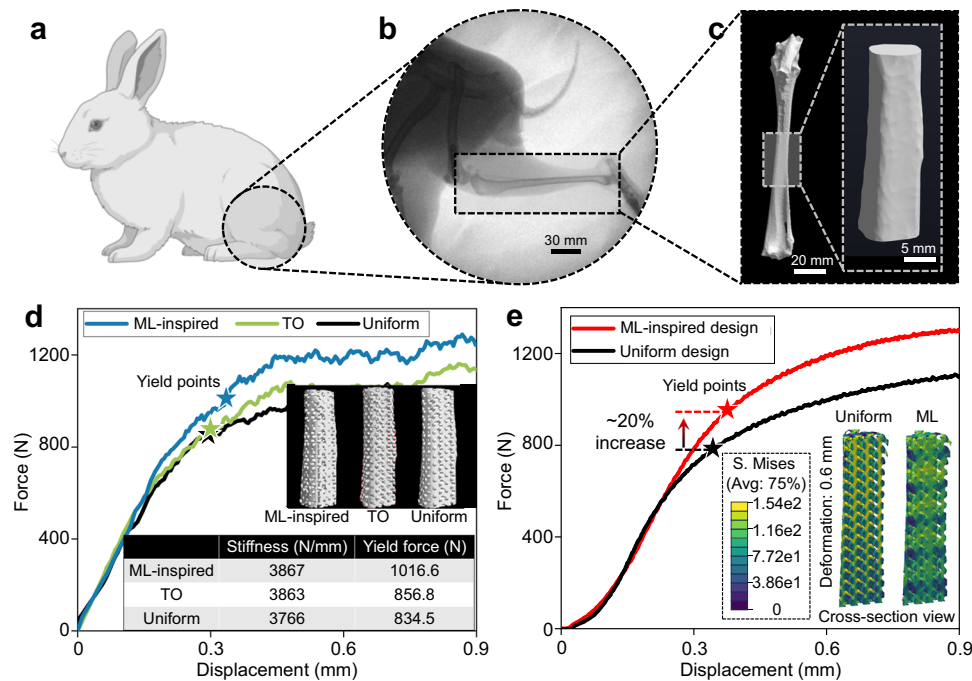 a
b
c
30 mm
20 mm
5 mm
d
ML-inspired
TO
Uniform
1200
800
400
0
Force (N)
Yield points
ML-inspired TO Uniform
Stiffness (N/mm) Yield force (N)
ML-inspired 3867 1016.6
TO 3863 856.8
Uniform 3766 834.5
0 0.3 0.6 0.9
Displacement (mm)
e
ML-inspired design
Uniform design
1200
800
400
0
Force (N)
Yield points
~20%
increase
S. Mises
(Avg: 75%)
1.54e2
1.16e2
7.72e1
3.86e1
0
Uniform ML
Deformation: 0.6 mm
Cross-section view
0 0.3 0.6 0.9
Displacement (mm)